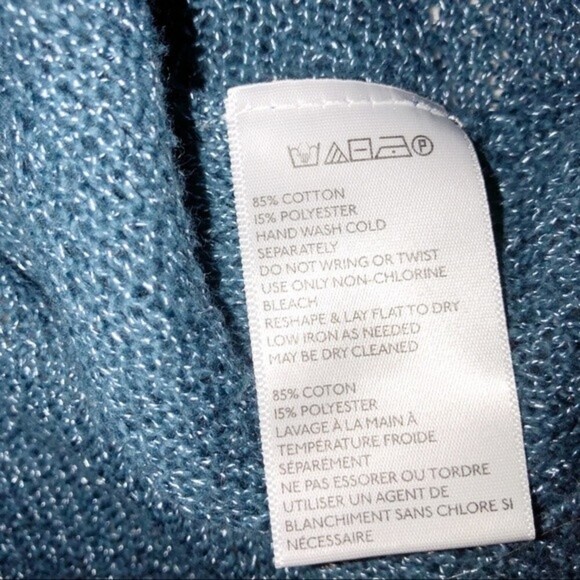 P
85% COTTON
15% POLYESTER
HAND WASH COLD
SEPARATELY
DO NOT WRING OR TWIST
USE ONLY NON-CHLORINE
BLEACH
RESHAPE & LAY FLAT TO DRY
LOW IRON AS NEEDED
MAY BE DRY CLEANED
85% COTON
15% POLYESTER
LAVAGE À LA MAIN À
TEMPÉRATURE FROIDE
SÉPARÉMENT
NE PAS ESSORER OU TORDRE
UTILISER UN AGENT DE
BLANCHIMENT SANS CHLORE SI
NÉCESSAIRE